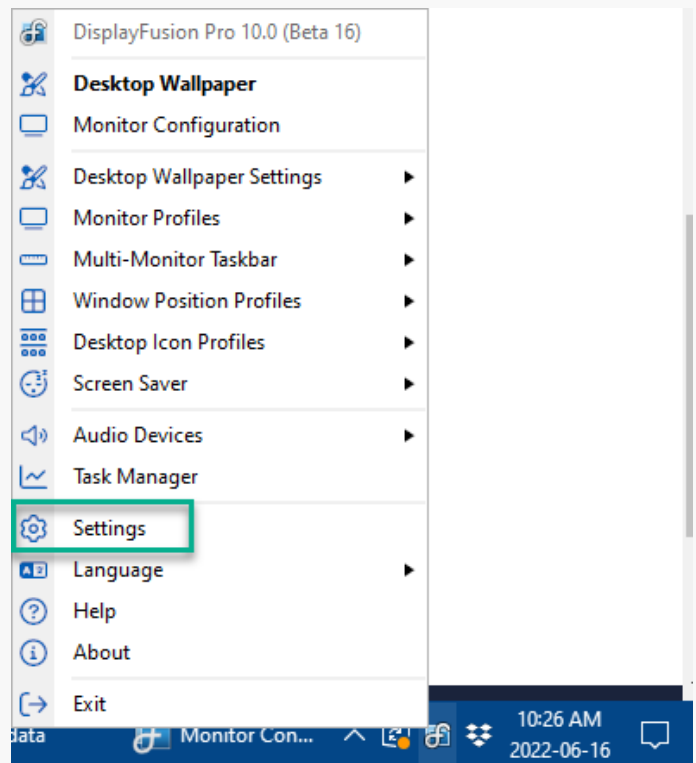 DisplayFusion Pro 10.0 (Beta 16)
Desktop Wallpaper
Monitor Configuration
Desktop Wallpaper Settings
Monitor Profiles
Multi-Monitor Taskbar
Window Position Profiles
Desktop Icon Profiles
Screen Saver
Audio Devices
Task Manager
Settings
Language
Help
About
Exit
data
Monitor Con...
10:26 AM
2022-06-16